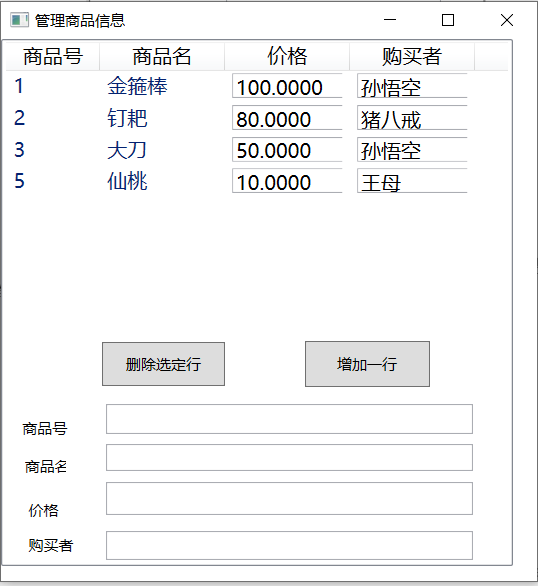 管理商品信息
商品号 商品名 价格 购买者
1 金箍棒 100.0000 孙悟空
2 钉耙 80.0000 猪八戒
3 大刀 50.0000 孙悟空
5 仙桃 10.0000 王母
删除选定行 增加一行
商品号
商品名
价格
购买者